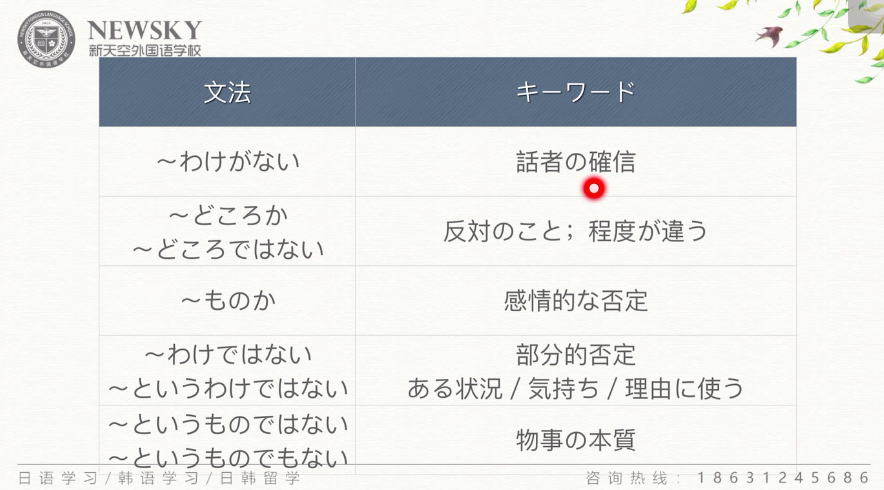 NEWSKY
新天空外国语学校
文法
キーワード
～わけがない
話者の確信
～どころか
～どころではない
反対のこと；程度が違う
～ものか
感情的な否定
～わけではない
～というわけではない
部分的否定
ある状況 / 気持ち / 理由に使う
～というものではない
～というものでもない
物事の本質
日语学习/韩语学习/日韩留学
咨询热线：18631245686